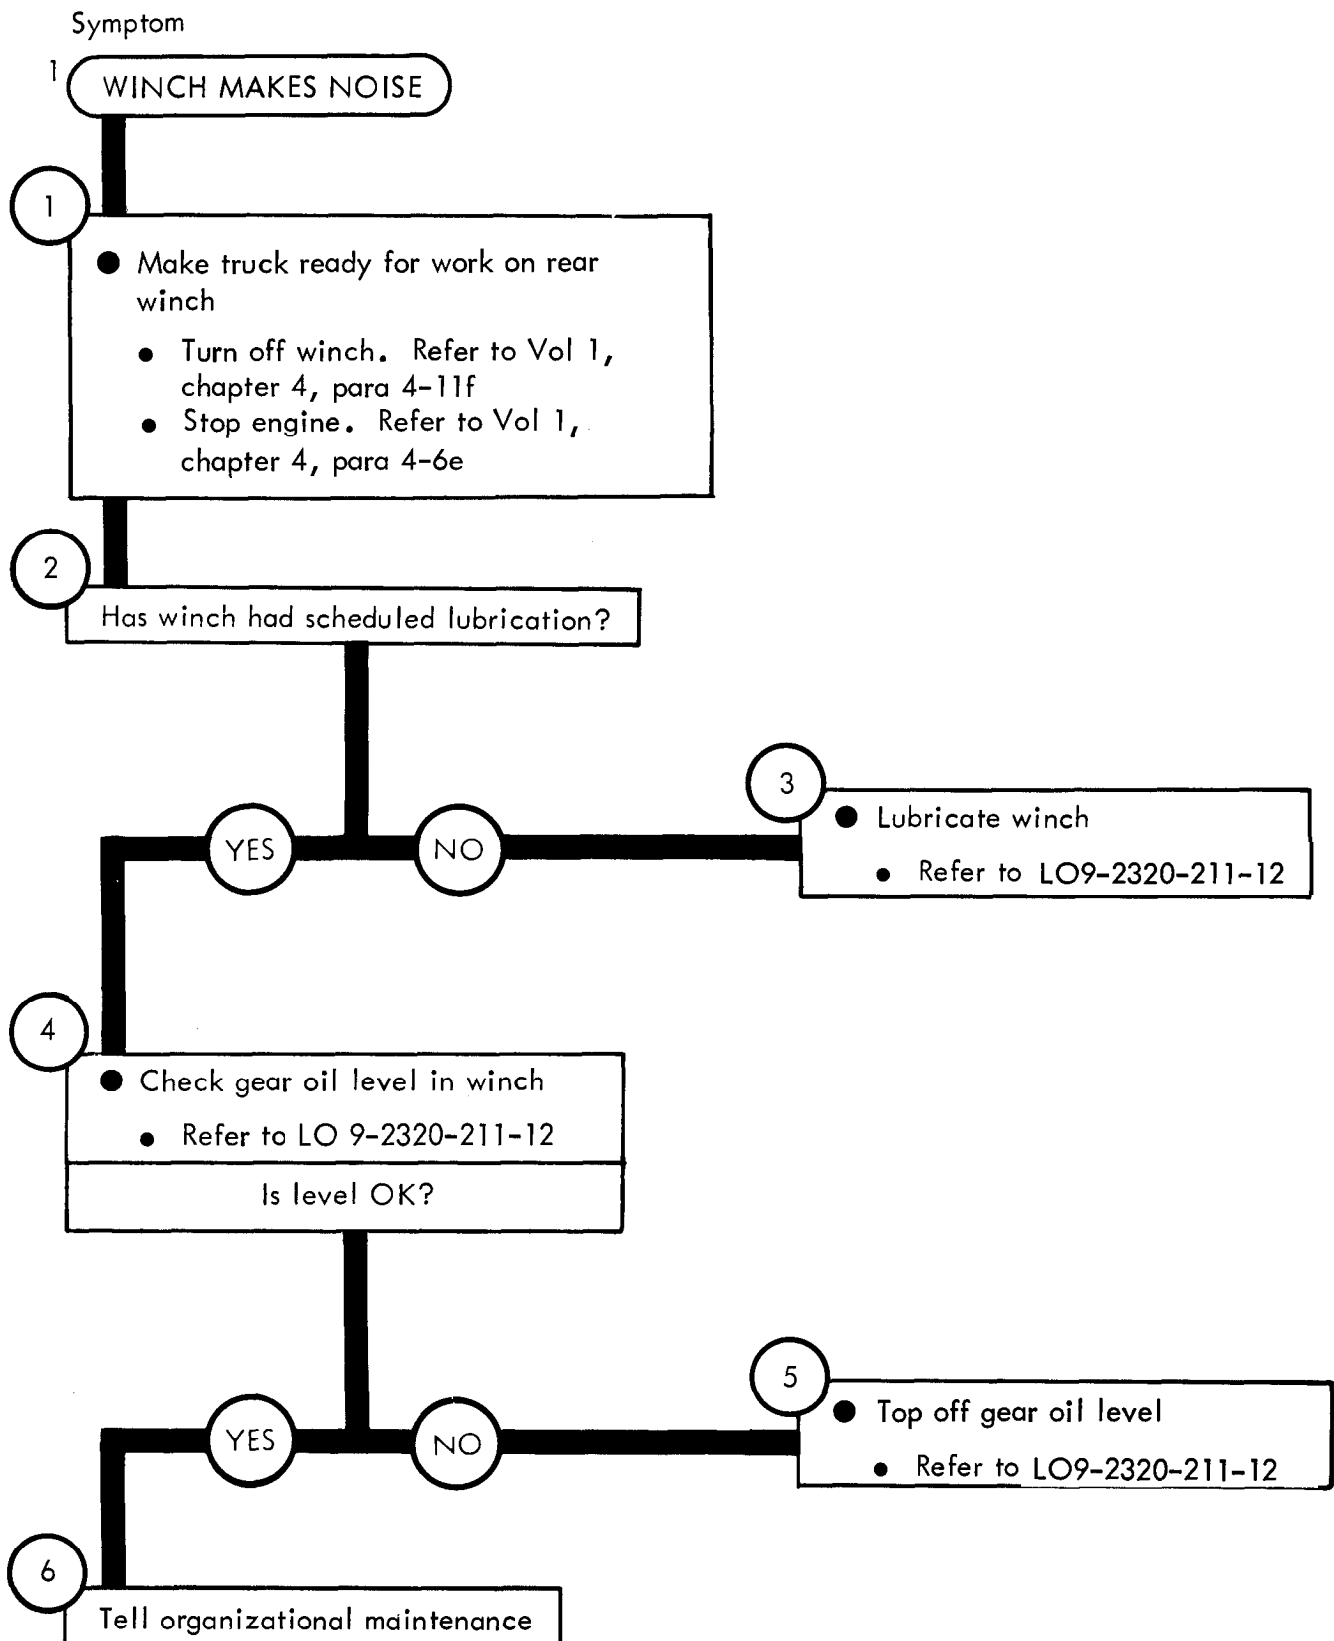 Symptom
1 WINCH MAKES NOISE
1
● Make truck ready for work on rear
winch
● Turn off winch. Refer to Vol 1,
chapter 4, para 4-11f
● Stop engine. Refer to Vol 1,
chapter 4, para 4-6e
2
Has winch had scheduled lubrication?
YES
NO
3
● Lubricate winch
● Refer to LO9-2320-211-12
4
● Check gear oil level in winch
● Refer to LO 9-2320-211-12
Is level OK?
YES
NO
5
● Top off gear oil level
● Refer to LO9-2320-211-12
6
Tell organizational maintenance